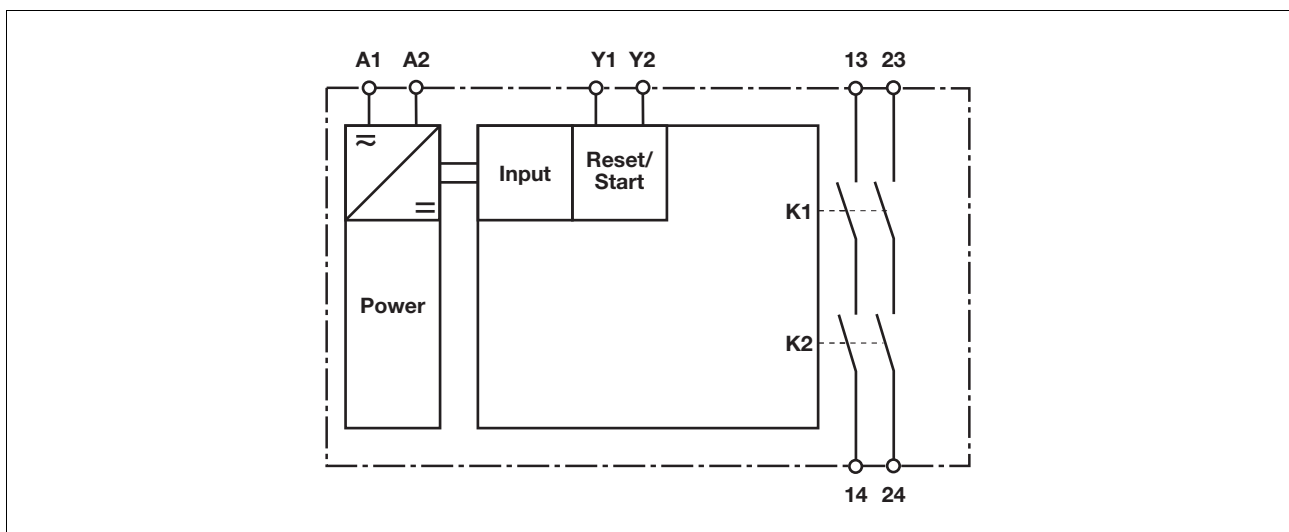 A1 A2 Y1 Y2 13 23
Input
Reset/
Start
K1
Power
K2
14 24